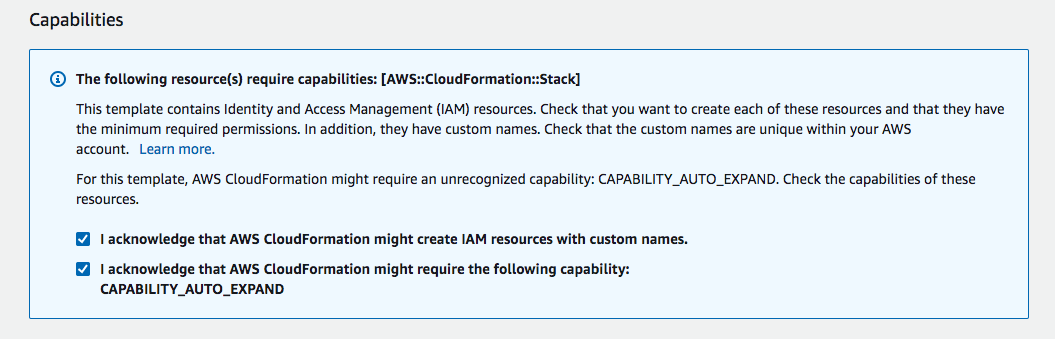 Capabilities
The following resource(s) require capabilities: [AWS::CloudFormation::Stack]
This template contains Identity and Access Management (IAM) resources. Check that you want to create each of these resources and that they have
the minimum required permissions. In addition, they have custom names. Check that the custom names are unique within your AWS
account. Learn more.
For this template, AWS CloudFormation might require an unrecognized capability: CAPABILITY_AUTO_EXPAND. Check the capabilities of these
resources.
I acknowledge that AWS CloudFormation might create IAM resources with custom names.
I acknowledge that AWS CloudFormation might require the following capability:
CAPABILITY_AUTO_EXPAND